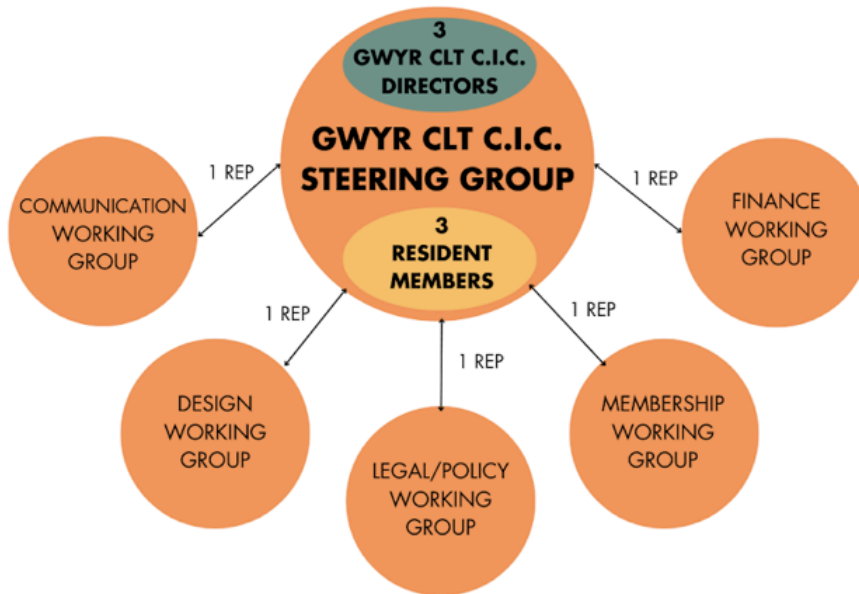 3
GWYR CLT C.I.C.
DIRECTORS
GWYR CLT C.I.C.
STEERING GROUP
3
RESIDENT
MEMBERS
1 REP
COMMUNICATION
WORKING
GROUP
1 REP
FINANCE
WORKING
GROUP
1 REP
DESIGN
WORKING
GROUP
1 REP
LEGAL/POLICY
WORKING
GROUP
1 REP
MEMBERSHIP
WORKING
GROUP